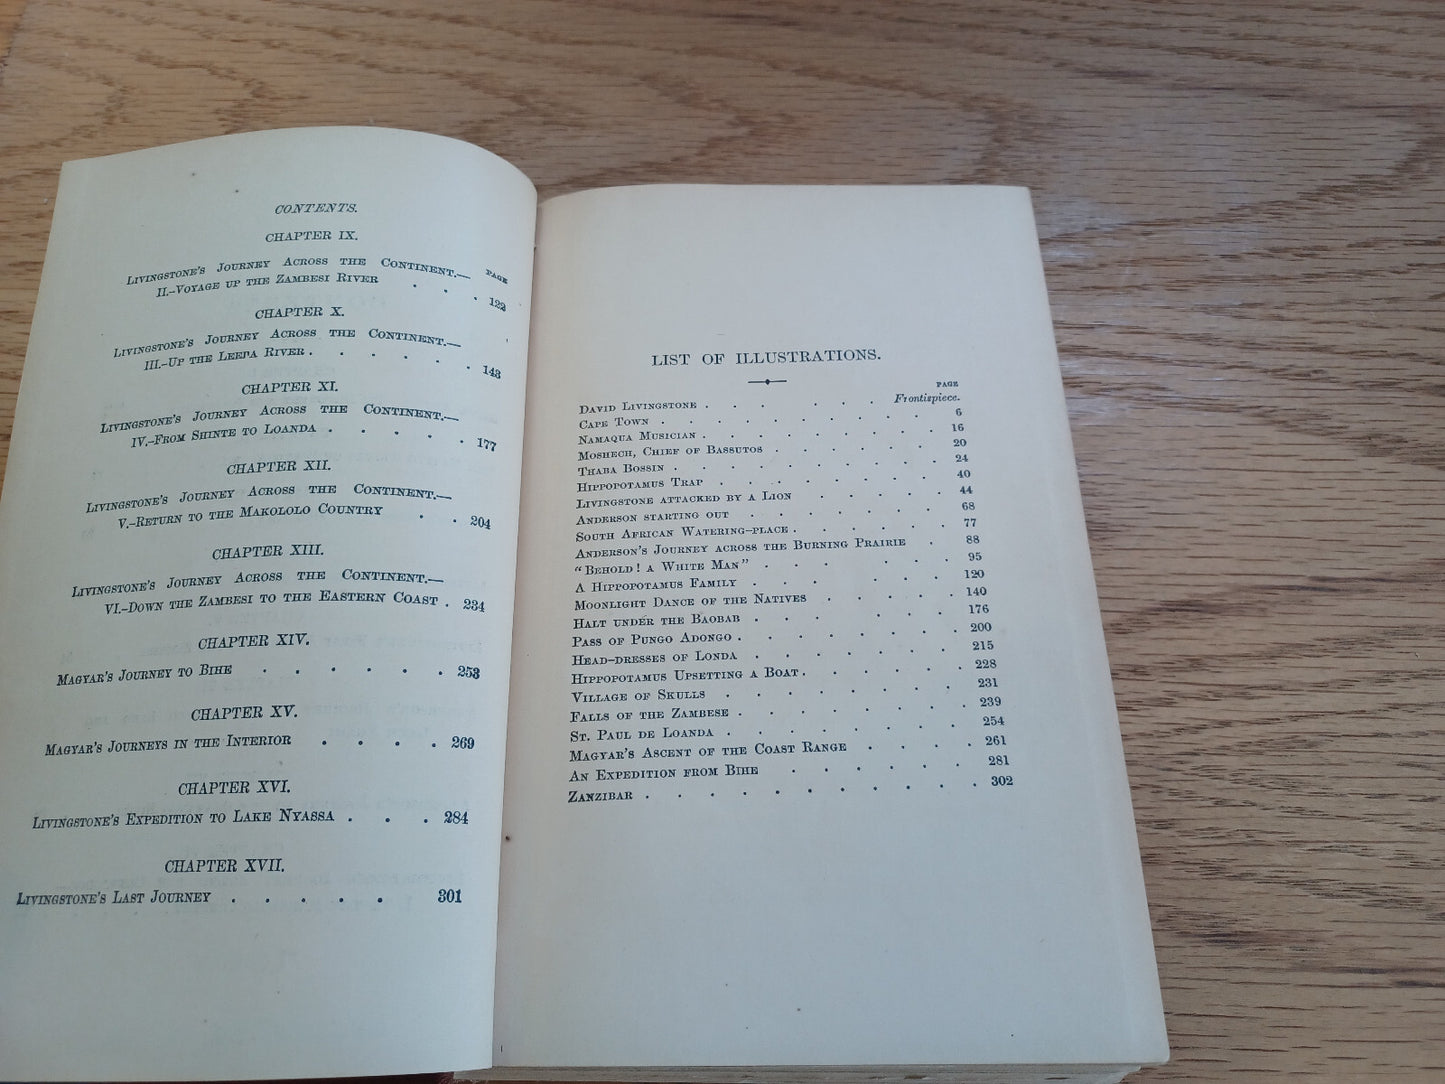 CONTENTS.
CHAPTER IX.
PAGE
LIVINGSTONE'S JOURNEY ACROSS THE CONTINENT.—
II.-VOYAGE UP THE ZAMBESI RIVER . . . 122
CHAPTER X.
LIVINGSTONE'S JOURNEY ACROSS THE CONTINENT.—
III.-UP THE LEEPA RIVER . . . . . . 143
CHAPTER XI.
LIVINGSTONE'S JOURNEY ACROSS THE CONTINENT.—
IV.-FROM SHINTE TO LOANDA . . . . . 177
CHAPTER XII.
LIVINGSTONE'S JOURNEY ACROSS THE CONTINENT.—
V.-RETURN TO THE MAKOLOLO COUNTRY . . 204
CHAPTER XIII.
LIVINGSTONE'S JOURNEY ACROSS THE CONTINENT.—
VI.-DOWN THE ZAMBESI TO THE EASTERN COAST . 234
CHAPTER XIV.
MAGYAR'S JOURNEY TO BIHE . . . . . . 253
CHAPTER XV.
MAGYAR'S JOURNEYS IN THE INTERIOR . . . . 269
CHAPTER XVI.
LIVINGSTONE'S EXPEDITION TO LAKE NYASSA . . . 284
CHAPTER XVII.
LIVINGSTONE'S LAST JOURNEY . . . . . 301
LIST OF ILLUSTRATIONS.
PAGE
DAVID LIVINGSTONE . . . . . . Frontispiece.
CAPE TOWN . . . . . . . . . 6
NAMAQUA MUSICIAN . . . . . . . . 16
MOSHECH, CHIEF OF BASSUTOS . . . . . . 20
THABA BOSSIN . . . . . . . . . 24
HIPPOPOTAMUS TRAP . . . . . . . 40
LIVINGSTONE ATTACKED BY A LION . . . . . 44
ANDERSON STARTING OUT . . . . . . . 68
SOUTH AFRICAN WATERING-PLACE . . . . . . 77
ANDERSON'S JOURNEY ACROSS THE BURNING PRAIRIE . 88
"BEHOLD! A WHITE MAN" . . . . . . 95
A HIPPOPOTAMUS FAMILY . . . . . . . 120
MOONLIGHT DANCE OF THE NATIVES . . . . . 140
HALT UNDER THE BAOBAB . . . . . . . 176
PASS OF PUNGO ADONGO . . . . . . . 200
HEAD-DRESSES OF LONDA . . . . . . . 215
HIPPOPOTAMUS UPSETTING A BOAT . . . . . 228
VILLAGE OF SKULLS . . . . . . . 231
FALLS OF THE ZAMBESE . . . . . . . 239
ST. PAUL DE LOANDA . . . . . . . 254
MAGYAR'S ASCENT OF THE COAST RANGE . . . . 261
AN EXPEDITION FROM BIHE . . . . . . 281
ZANZIBAR . . . . . . . . . . . 302